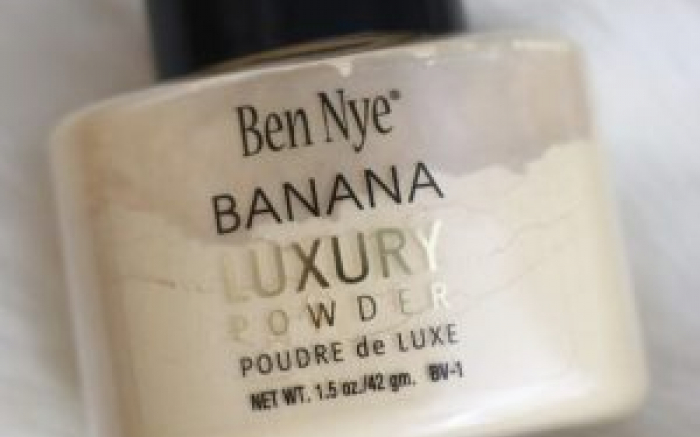 Ben Nye®
BANANA
LUXURY
POWDER
POUDRE de LUXE
NET WT. 1.5 oz./42 gm. BV-1